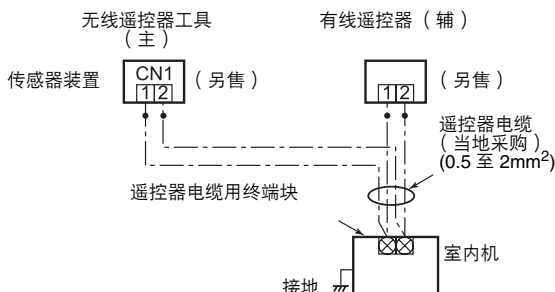 无线遥控器工具
（主）
有线遥控器（辅）
传感器装置
CN1
1 2
（另售）
1 2
（另售）
遥控器电缆
（当地采购）
(0.5 至 2mm²)
遥控器电缆用终端块
室内机
接地